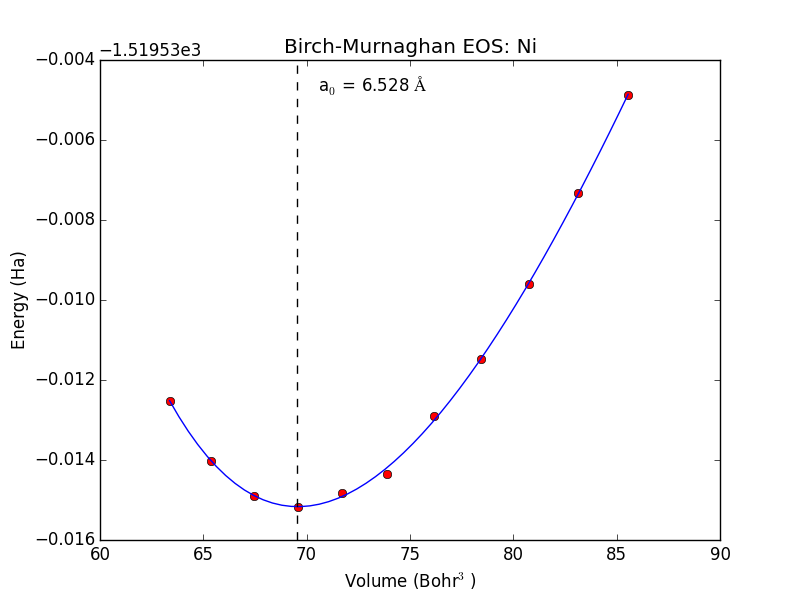 Birch-Murnaghan EOS: Ni
−1.51953e3
a₀ = 6.528 Å
−0.004
−0.006
−0.008
−0.010
−0.012
−0.014
−0.016
Energy (Ha)
60 65 70 75 80 85 90
Volume (Bohr³ )